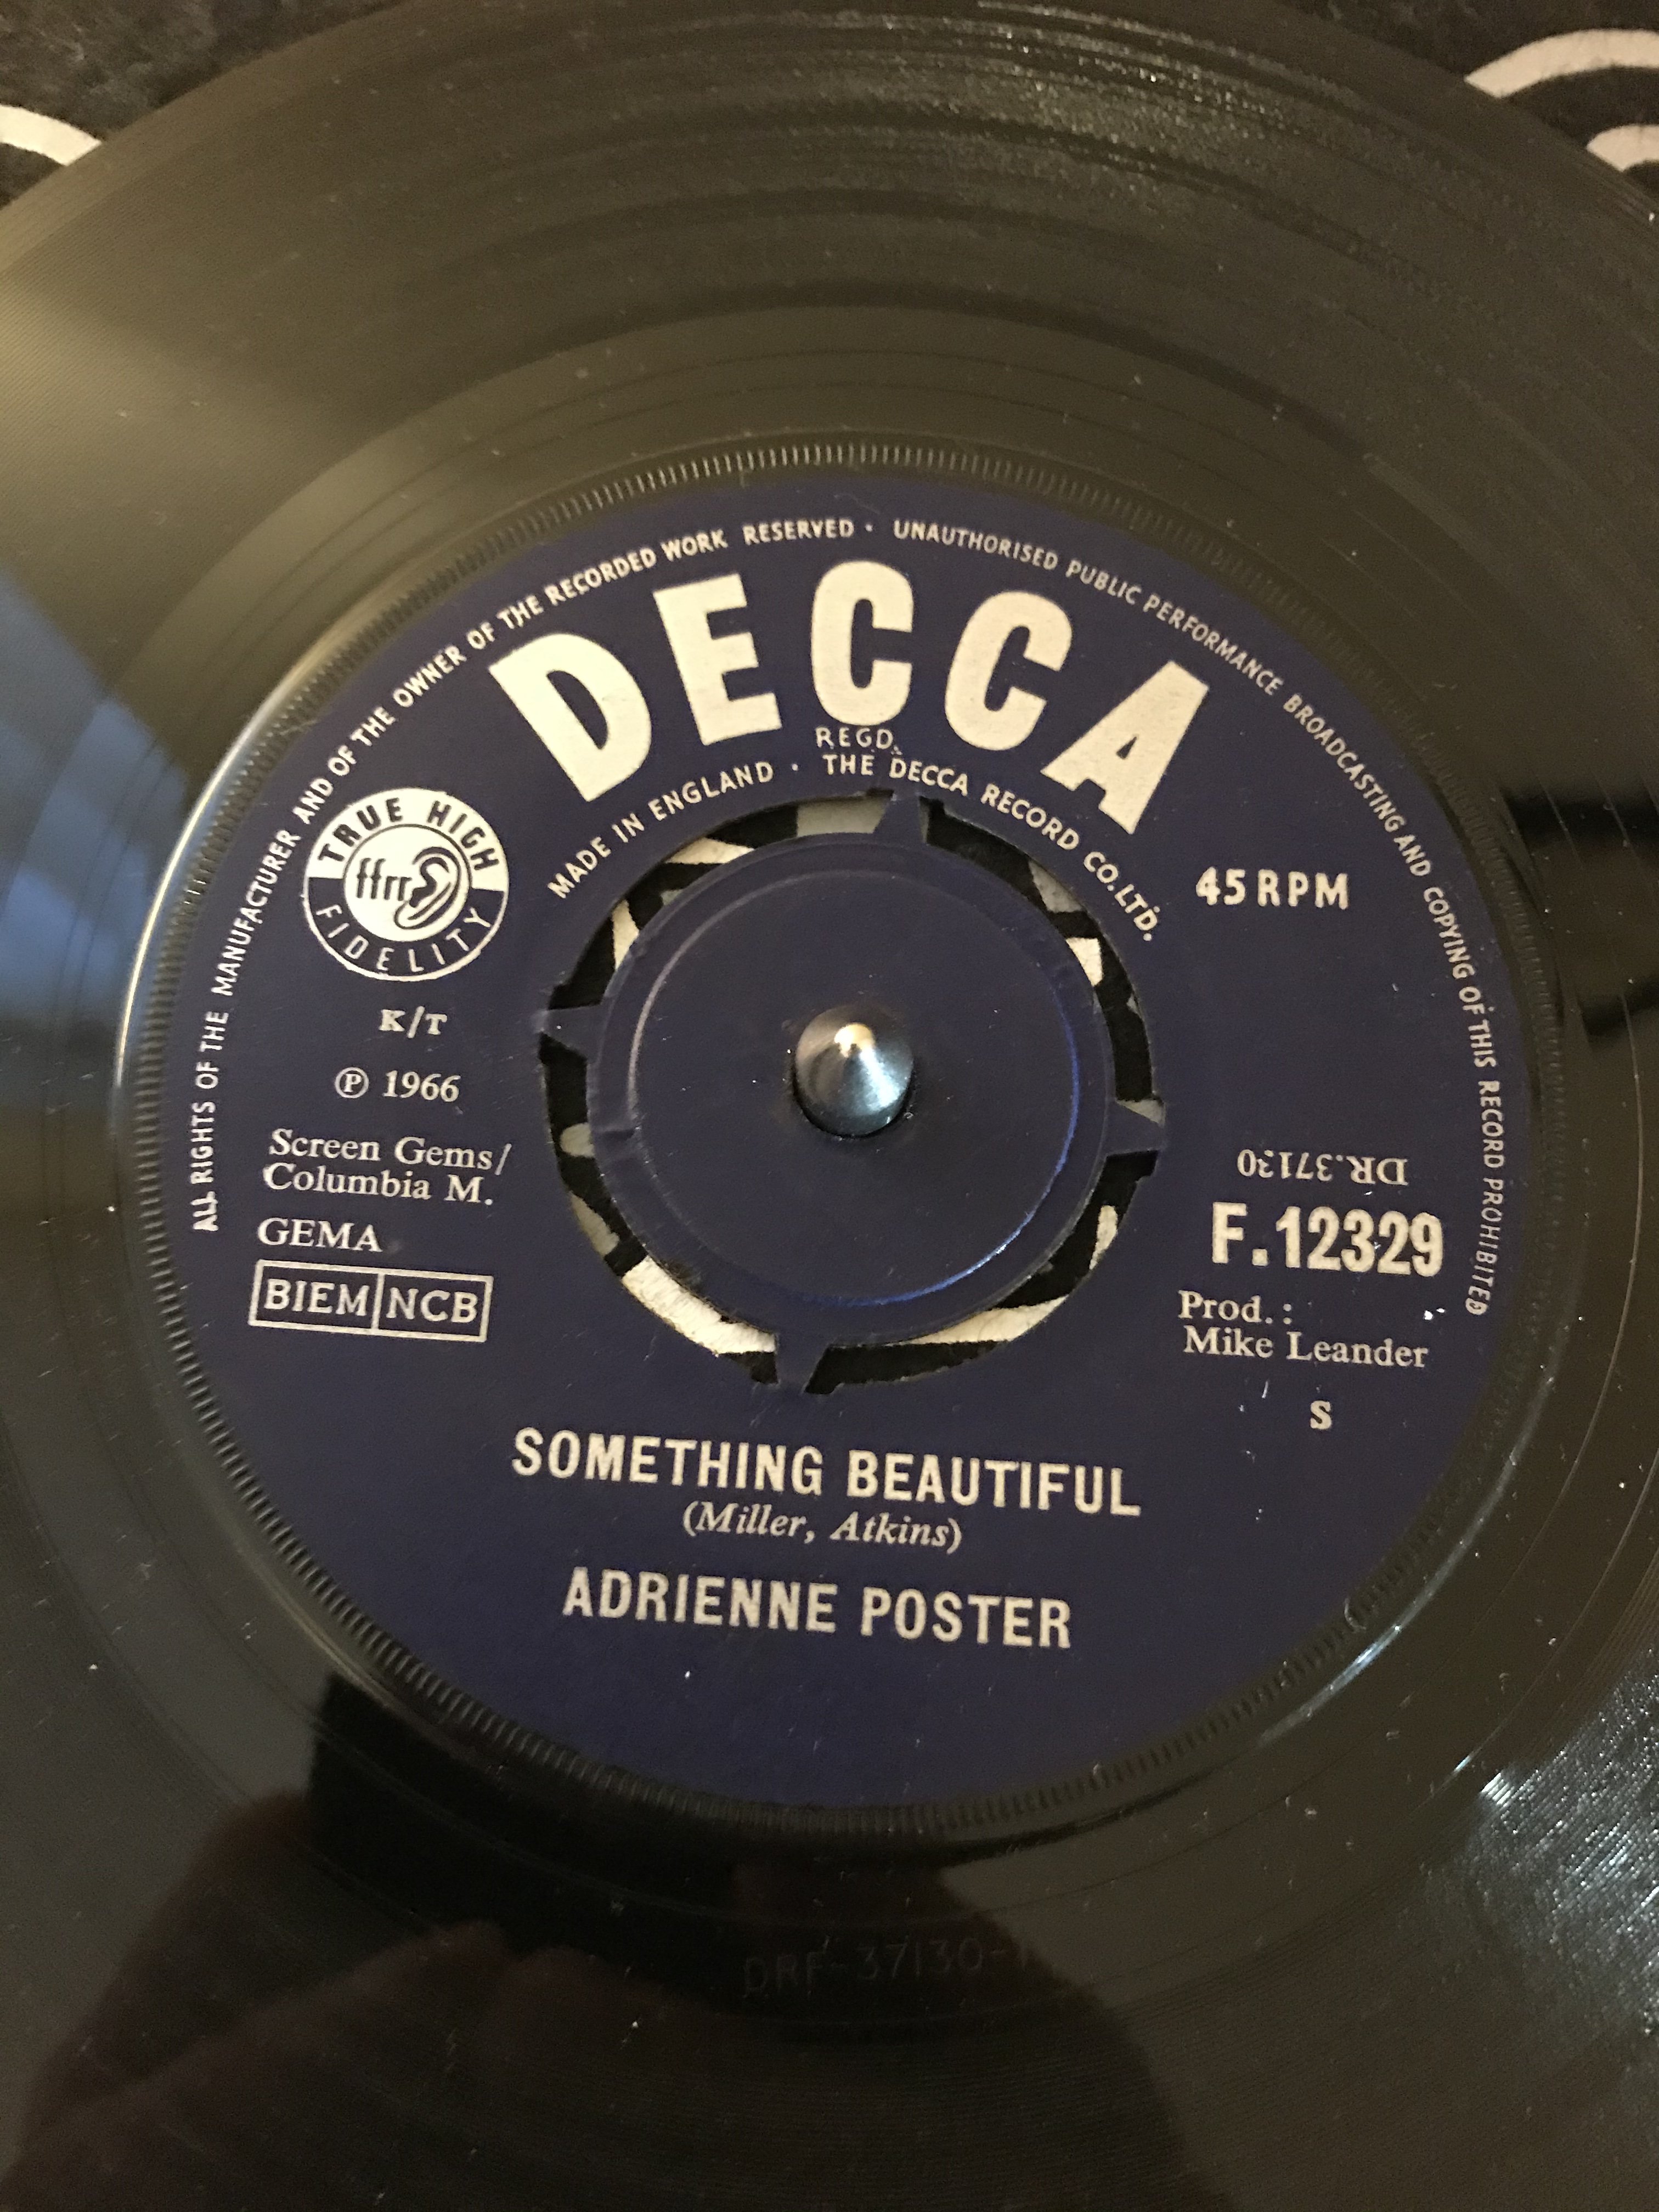 ALL RIGHTS OF THE MANUFACTURER AND OF THE OWNER OF THE RECORDED WORK RESERVED · UNAUTHORISED PUBLIC PERFORMANCE BROADCASTING AND COPYING OF THIS RECORD PROHIBITED
DECCA
REGD.
MADE IN ENGLAND · THE DECCA RECORD CO. LTD.
TRUE HIGH
ffrr
FIDELITY
45 RPM
K/T
℗ 1966
Screen Gems/
Columbia M.
GEMA
BIEM NCB
DR.37130
F.12329
Prod.:
Mike Leander
S
SOMETHING BEAUTIFUL
(Miller, Atkins)
ADRIENNE POSTER
DRF-37130-